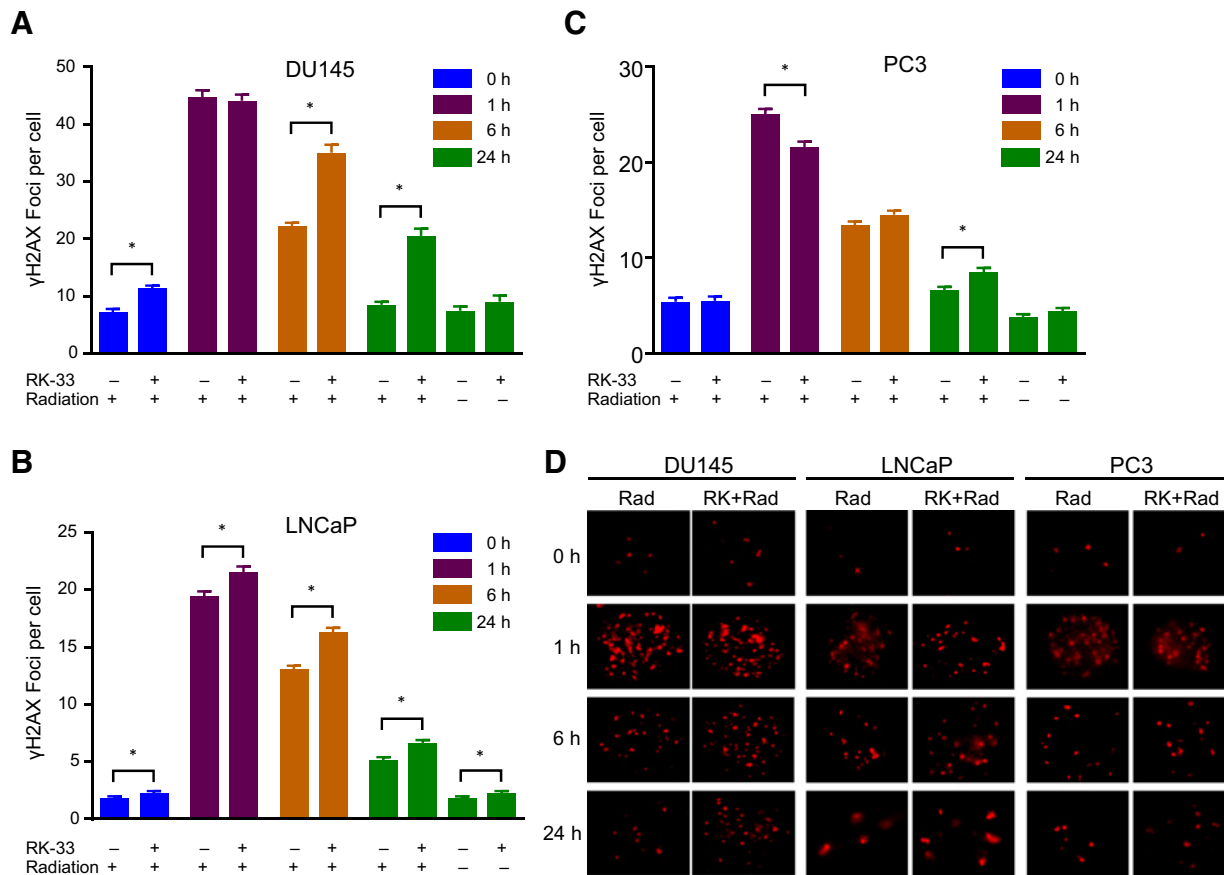 A
DU145
γH2AX Foci per cell
50
40
30
20
10
0
0 h
1 h
6 h
24 h
*
*
*
RK-33 – + – + – + – + – +
Radiation + + + + + + + + – –
C
PC3
γH2AX Foci per cell
30
20
10
0
0 h
1 h
6 h
24 h
*
*
RK-33 – + – + – + – + – +
Radiation + + + + + + + + – –
B
LNCaP
γH2AX Foci per cell
25
20
15
10
5
0
0 h
1 h
6 h
24 h
*
*
*
*
*
RK-33 – + – + – + – + – +
Radiation + + + + + + + + – –
D
DU145 LNCaP PC3
Rad RK+Rad Rad RK+Rad Rad RK+Rad
0 h
1 h
6 h
24 h